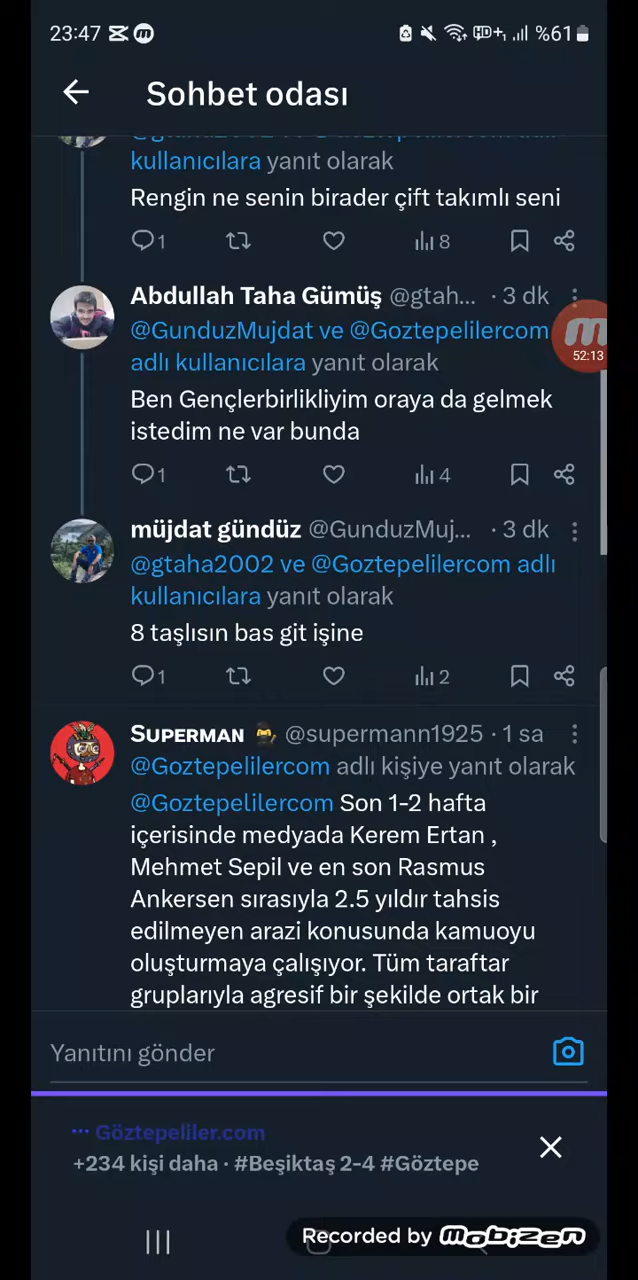 23:47
%61
Sohbet odası
kullanıcılara yanıt olarak
Rengin ne senin birader çift takımlı seni
1 8
Abdullah Taha Gümüş @gtah... · 3 dk
@GunduzMujdat ve @Goztepelilercom
adlı kullanıcılara yanıt olarak
52:13
Ben Gençlerbirlikliyim oraya da gelmek
istedim ne var bunda
1 4
müjdat gündüz @GunduzMuj... · 3 dk
@gtaha2002 ve @Goztepelilercom adlı
kullanıcılara yanıt olarak
8 taşlısın bas git işine
1 2
SUPERMAN @supermann1925 · 1 sa
@Goztepelilercom adlı kişiye yanıt olarak
@Goztepelilercom Son 1-2 hafta
içerisinde medyada Kerem Ertan ,
Mehmet Sepil ve en son Rasmus
Ankersen sırasıyla 2.5 yıldır tahsis
edilmeyen arazi konusunda kamuoyu
oluşturmaya çalışıyor. Tüm taraftar
gruplarıyla agresif bir şekilde ortak bir
Yanıtını gönder
··· Göztepeliler.com
+234 kişi daha · #Beşiktaş 2-4 #Göztepe
Recorded by mobizen